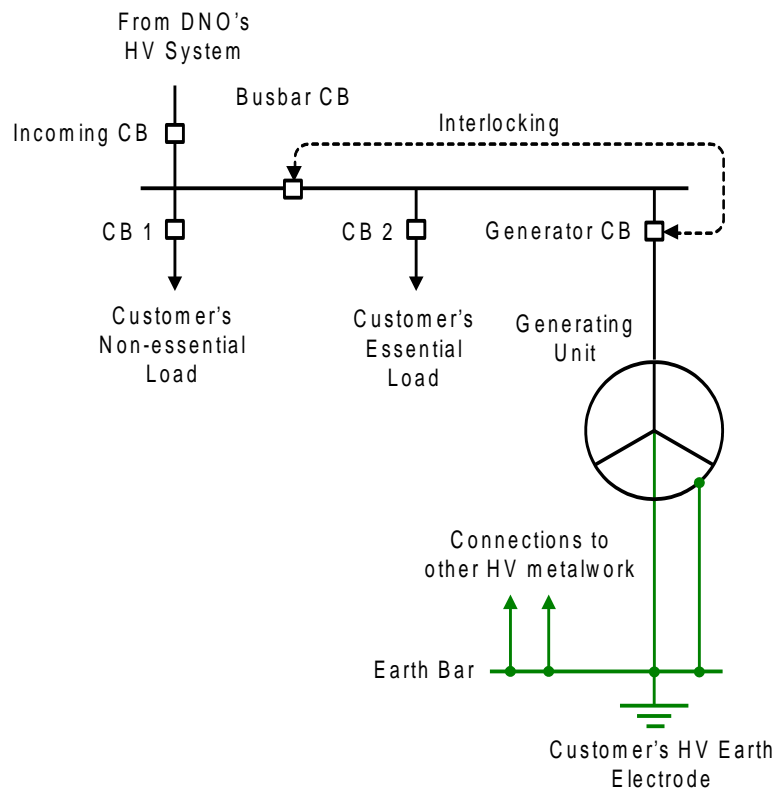 From DNO's
HV System
Busbar CB
Incoming CB
Interlocking
CB 1
CB 2
Generator CB
Customer's
Non-essential
Load
Customer's
Essential
Load
Generating
Unit
Connections to
other HV metalwork
Earth Bar
Customer's HV Earth
Electrode